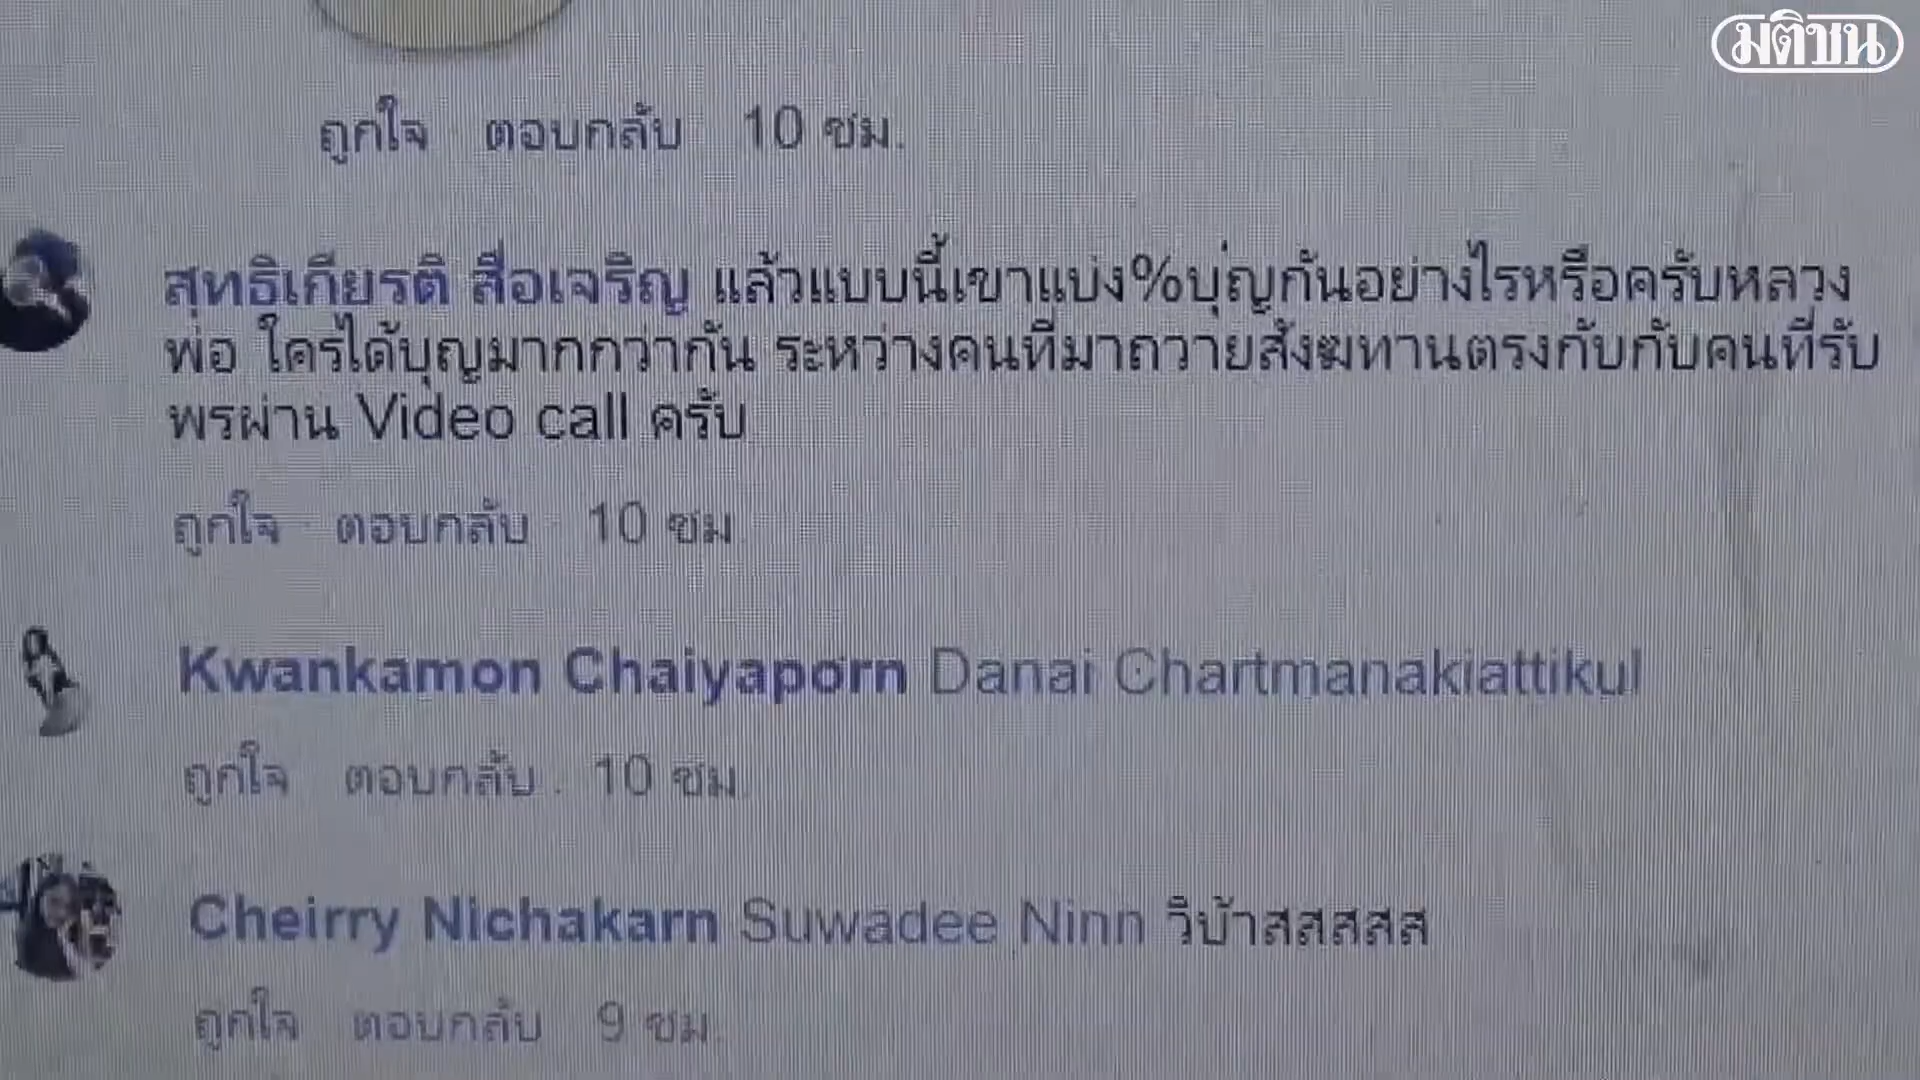 มติชน
ถูกใจ ตอบกลับ 10 ชม.
สุทธิเกียรติ สื่อเจริญ แล้วแบบนี้เขาแบ่ง%บุญกันอย่างไรหรือครับหลวง
พ่อ ใครได้บุญมากกว่ากัน ระหว่างคนที่มาถวายสังฆทานตรงกับกับคนที่รับ
พรผ่าน Video call ครับ
ถูกใจ · ตอบกลับ · 10 ชม
Kwankamon Chaiyaporn Danai Chartmanakiattikul
ถูกใจ ตอบกลับ · 10 ชม.
Cheirry Nichakarn Suwadee Ninn วิบ้าสสสสส
ถูกใจ ตอบกลับ 9 ชม.